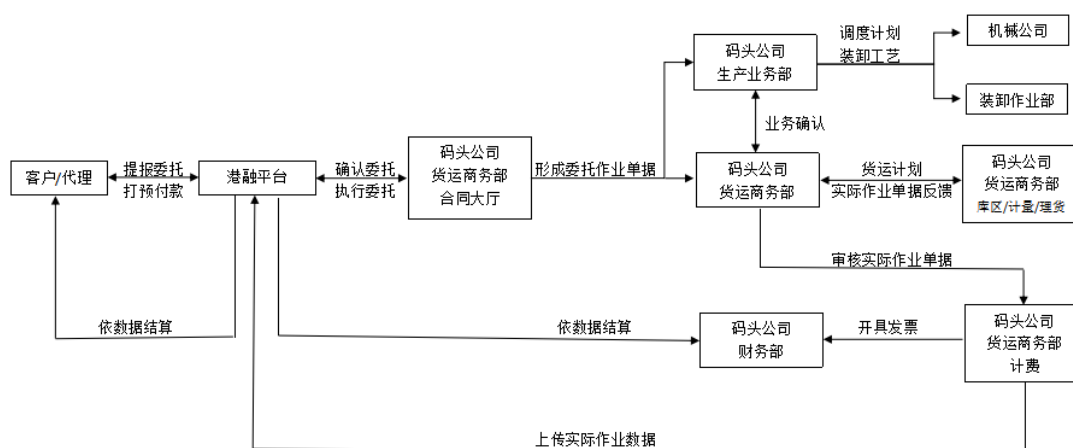 调度计划
装卸工艺
机械公司
码头公司
生产业务部
装卸作业部
业务确认
客户/代理
提报委托
打预付款
港融平台
确认委托
执行委托
码头公司
货运商务部
合同大厅
形成委托作业单据
码头公司
货运商务部
货运计划
实际作业单据反馈
码头公司
货运商务部
库区/计量/理货
审核实际作业单据
依数据结算
依数据结算
码头公司
财务部
开具发票
码头公司
货运商务部
计费
上传实际作业数据